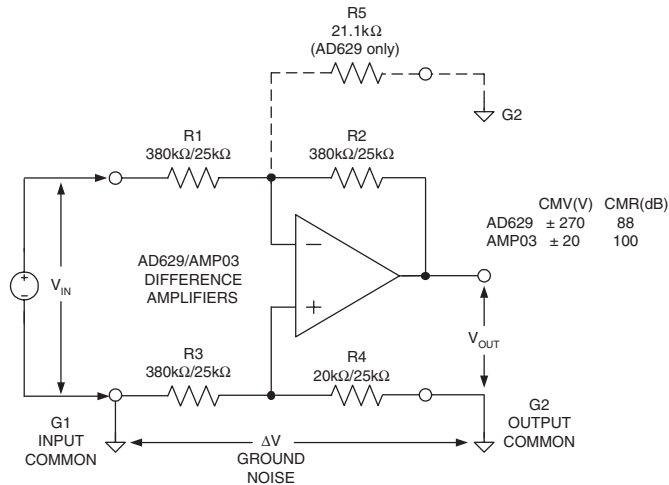 R5
21.1kΩ
(AD629 only)
G2
R1
380kΩ/25kΩ
R2
380kΩ/25kΩ
CMV(V) CMR(dB)
AD629 ± 270 88
AMP03 ± 20 100
+
−
V_IN
AD629/AMP03
DIFFERENCE
AMPLIFIERS
−
+
V_OUT
R3
380kΩ/25kΩ
R4
20kΩ/25kΩ
G1
INPUT
COMMON
ΔV
GROUND
NOISE
G2
OUTPUT
COMMON